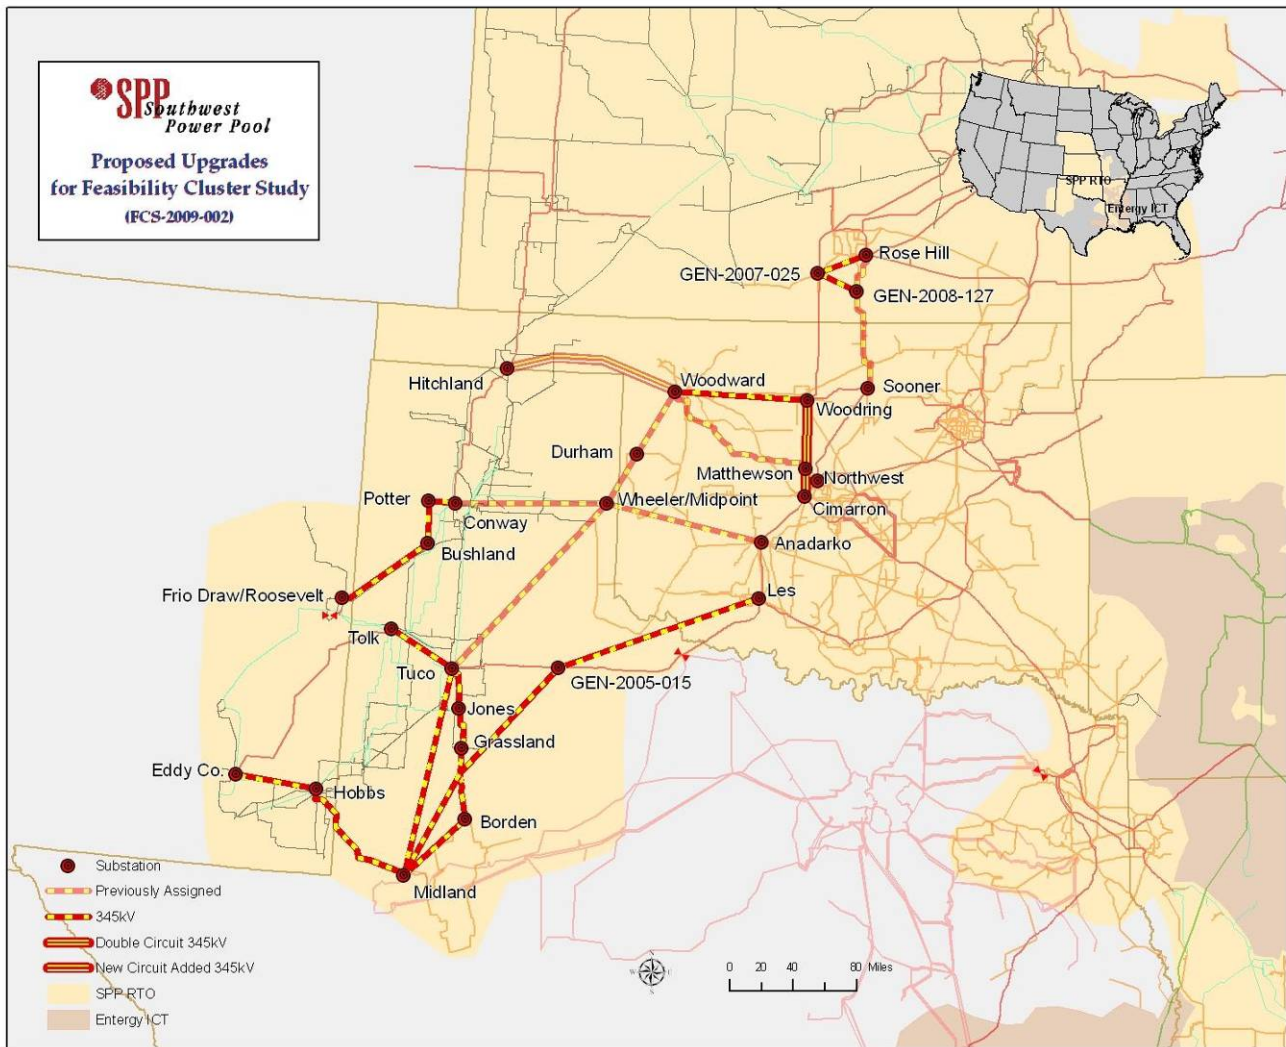 SPP
Southwest
Power Pool
Proposed Upgrades
for Feasibility Cluster Study
(FCS-2009-002)
SPP RTO
Entergy ICT
Rose Hill
GEN-2007-025
GEN-2008-127
Hitchland
Woodward
Sooner
Woodring
Durham
Matthewson
Northwest
Potter
Wheeler/Midpoint
Conway
Cimarron
Bushland
Anadarko
Frio Draw/Roosevelt
Les
Tolk
Tuco
GEN-2005-015
Jones
Grassland
Eddy Co.
Hobbs
Borden
Midland
Substation
Previously Assigned
345kV
Double Circuit 345kV
New Circuit Added 345kV
SPP RTO
Entergy ICT
0 20 40 80 Miles